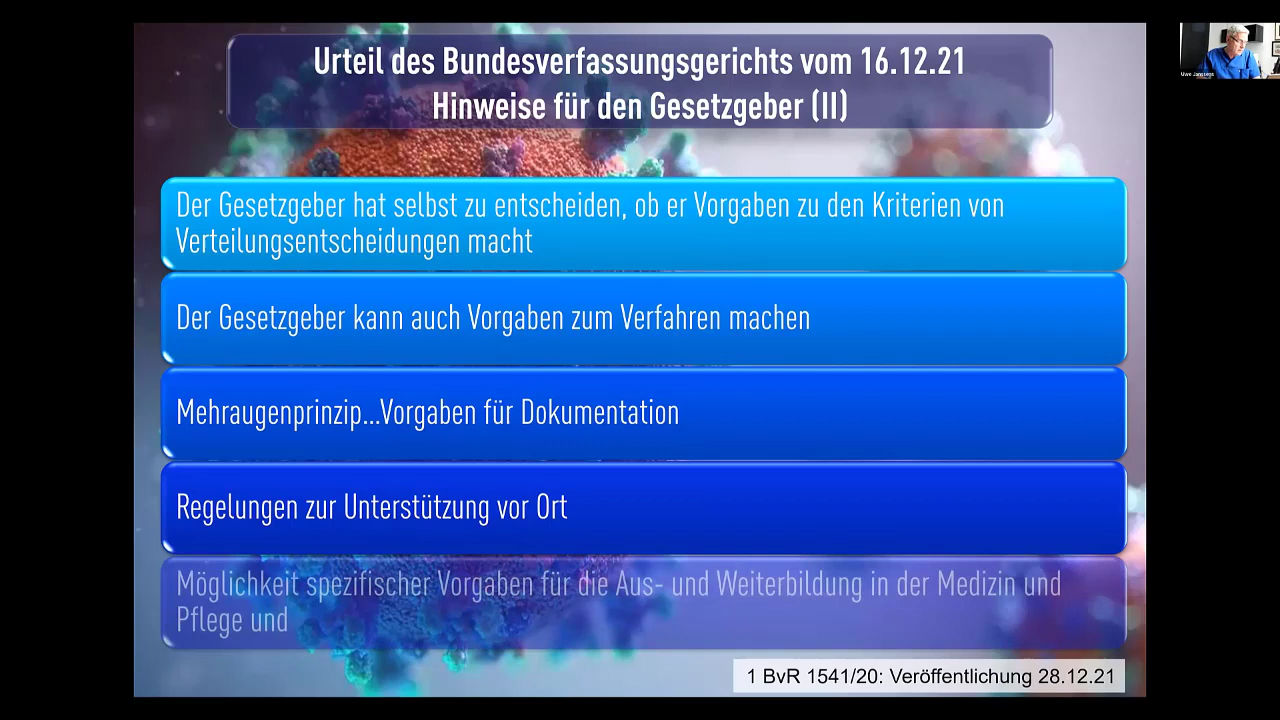 Urteil des Bundesverfassungsgerichts vom 16.12.21
Hinweise für den Gesetzgeber (II)
Uwe Janssens
Der Gesetzgeber hat selbst zu entscheiden, ob er Vorgaben zu den Kriterien von
Verteilungsentscheidungen macht
Der Gesetzgeber kann auch Vorgaben zum Verfahren machen
Mehraugenprinzip...Vorgaben für Dokumentation
Regelungen zur Unterstützung vor Ort
Möglichkeit spezifischer Vorgaben für die Aus- und Weiterbildung in der Medizin und
Pflege und
1 BvR 1541/20: Veröffentlichung 28.12.21